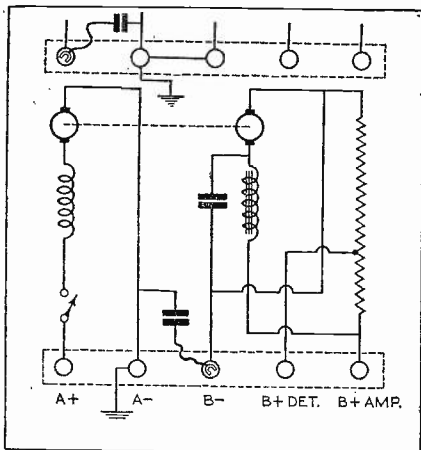 A+ A- B- B+ DET. B+ AMP.